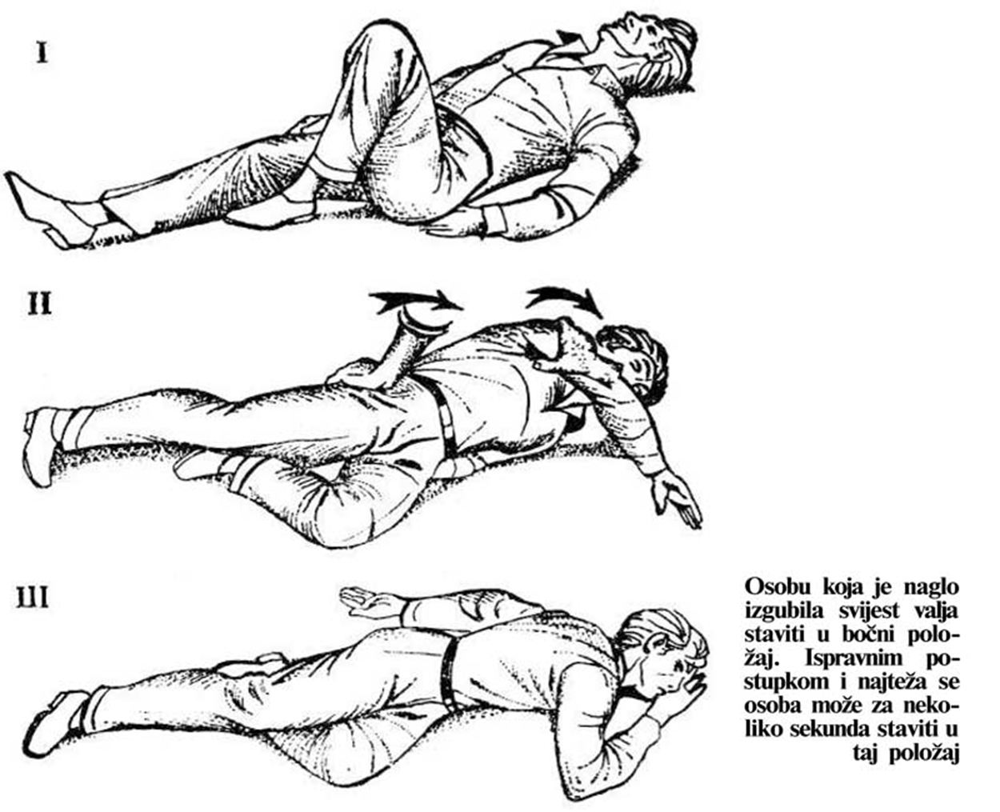 I
II
III
Osobu koja je naglo
izgubila svijest valja
staviti u bočni polo-
žaj. Ispravnim po-
stupkom i najteža se
osoba može za neko-
liko sekunda staviti u
taj položaj